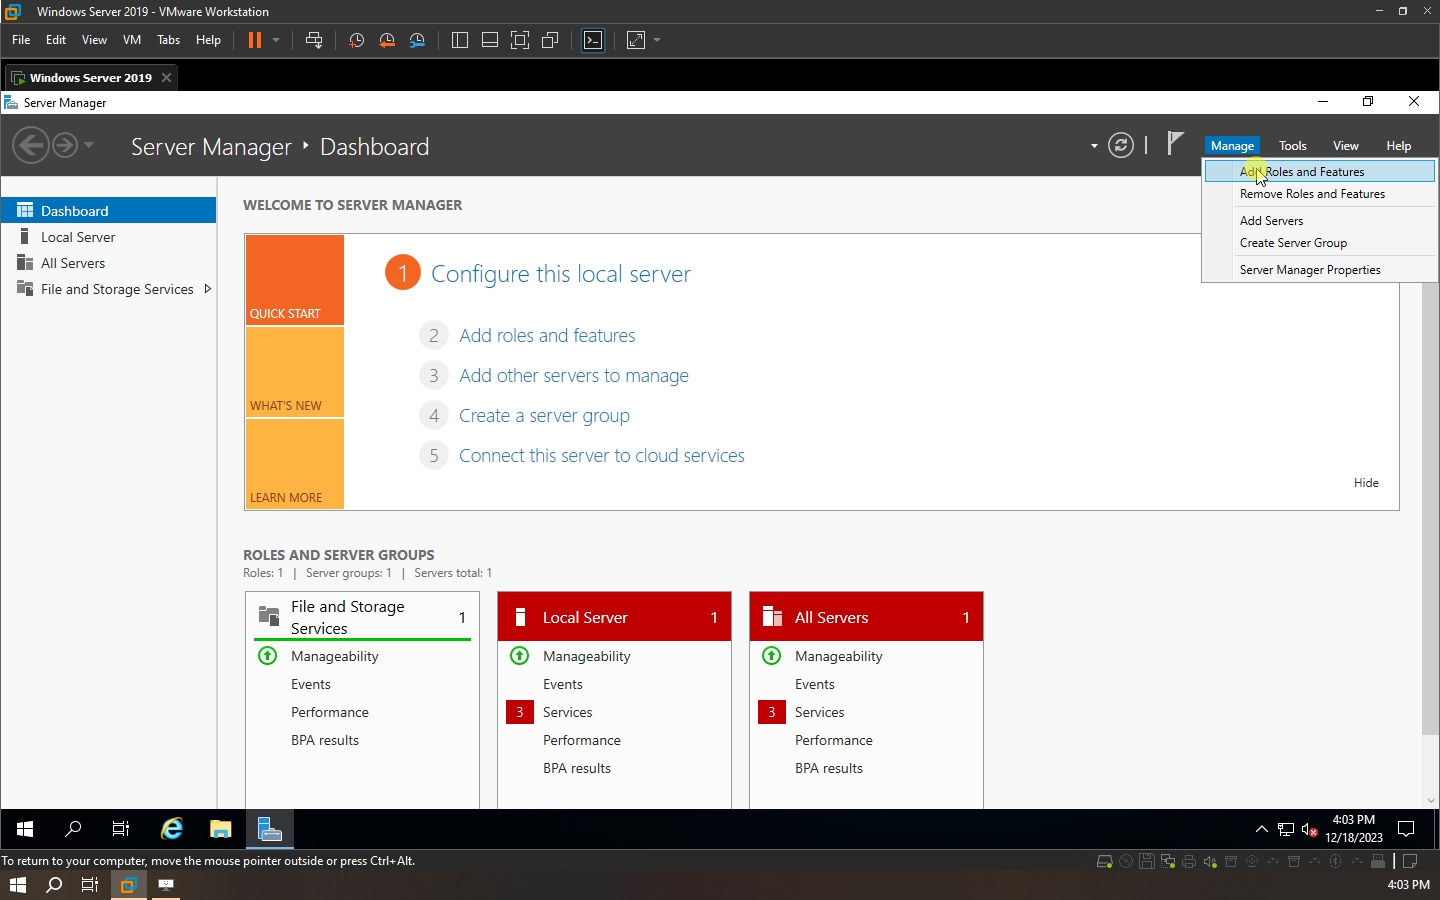 Windows Server 2019 - VMware Workstation
File Edit View VM Tabs Help
Windows Server 2019
Server Manager
Server Manager Dashboard
Manage Tools View Help
Add Roles and Features
Remove Roles and Features
Add Servers
Create Server Group
Server Manager Properties
Dashboard
Local Server
All Servers
File and Storage Services
WELCOME TO SERVER MANAGER
QUICK START
WHAT'S NEW
LEARN MORE
1 Configure this local server
2 Add roles and features
3 Add other servers to manage
4 Create a server group
5 Connect this server to cloud services
Hide
ROLES AND SERVER GROUPS
Roles: 1 | Server groups: 1 | Servers total: 1
File and Storage
Services
1
Manageability
Events
Performance
BPA results
Local Server 1
Manageability
Events
3 Services
Performance
BPA results
All Servers 1
Manageability
Events
3 Services
Performance
BPA results
4:03 PM
12/18/2023
To return to your computer, move the mouse pointer outside or press Ctrl+Alt.
4:03 PM